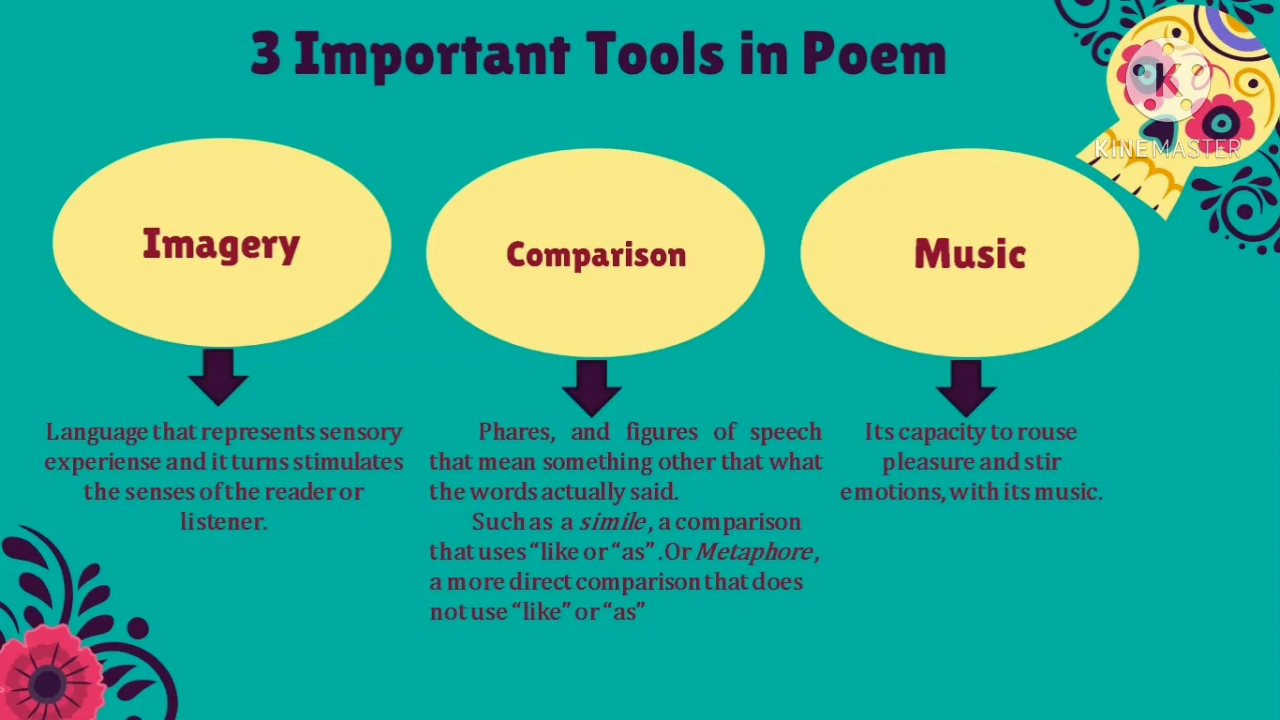 3 Important Tools in Poem
K
KINEMASTER
Imagery
Comparison
Music
Language that represents sensory
experiense and it turns stimulates
the senses of the reader or
listener.
Phares, and figures of speech
that mean something other that what
the words actually said.
Such as a simile, a comparison
that uses “like or “as” .Or Metaphore,
a more direct comparison that does
not use “like” or “as”
Its capacity to rouse
pleasure and stir
emotions, with its music.